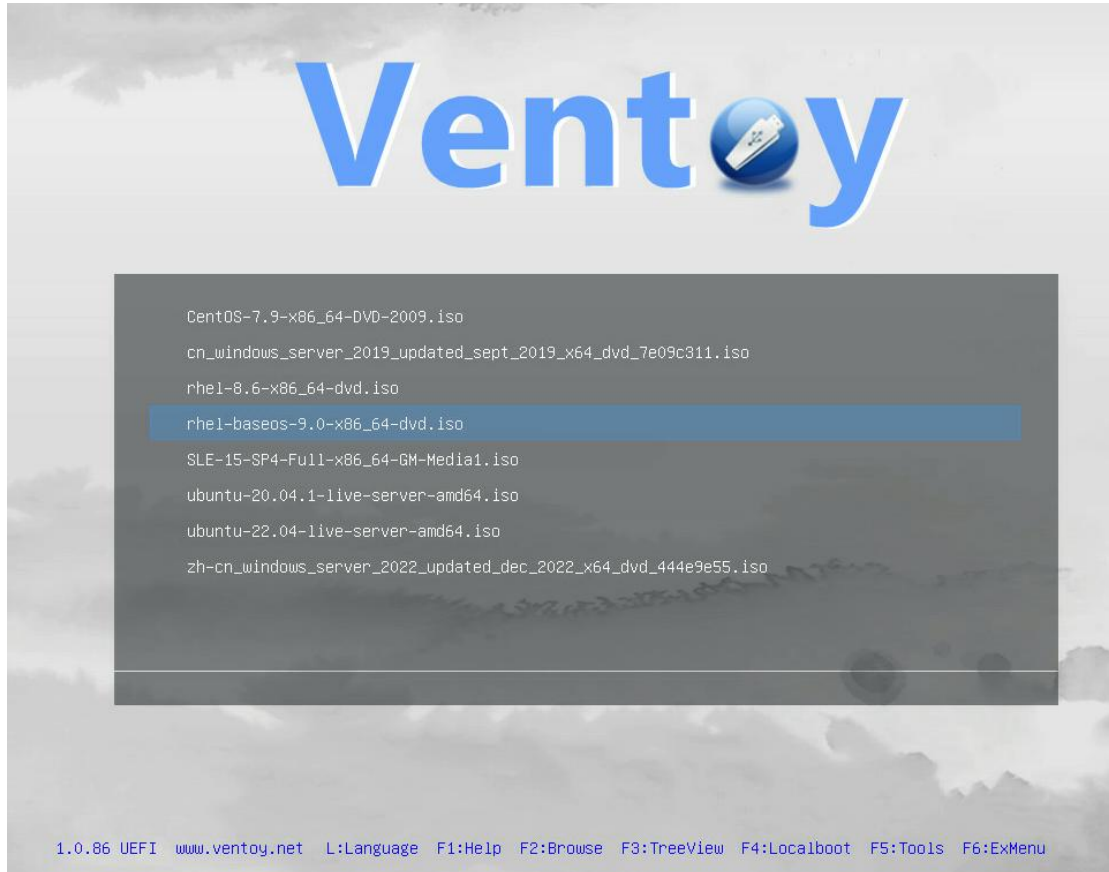 Ventoy
CentOS-7.9-x86_64-DVD-2009.iso
cn_windows_server_2019_updated_sept_2019_x64_dvd_7e09c311.iso
rhel-8.6-x86_64-dvd.iso
rhel-baseos-9.0-x86_64-dvd.iso
SLE-15-SP4-Full-x86_64-GM-Media1.iso
ubuntu-20.04.1-live-server-amd64.iso
ubuntu-22.04-live-server-amd64.iso
zh-cn_windows_server_2022_updated_dec_2022_x64_dvd_444e9e55.iso
1.0.86 UEFI www.ventoy.net L:Language F1:Help F2:Browse F3:TreeView F4:Localboot F5:Tools F6:ExMenu